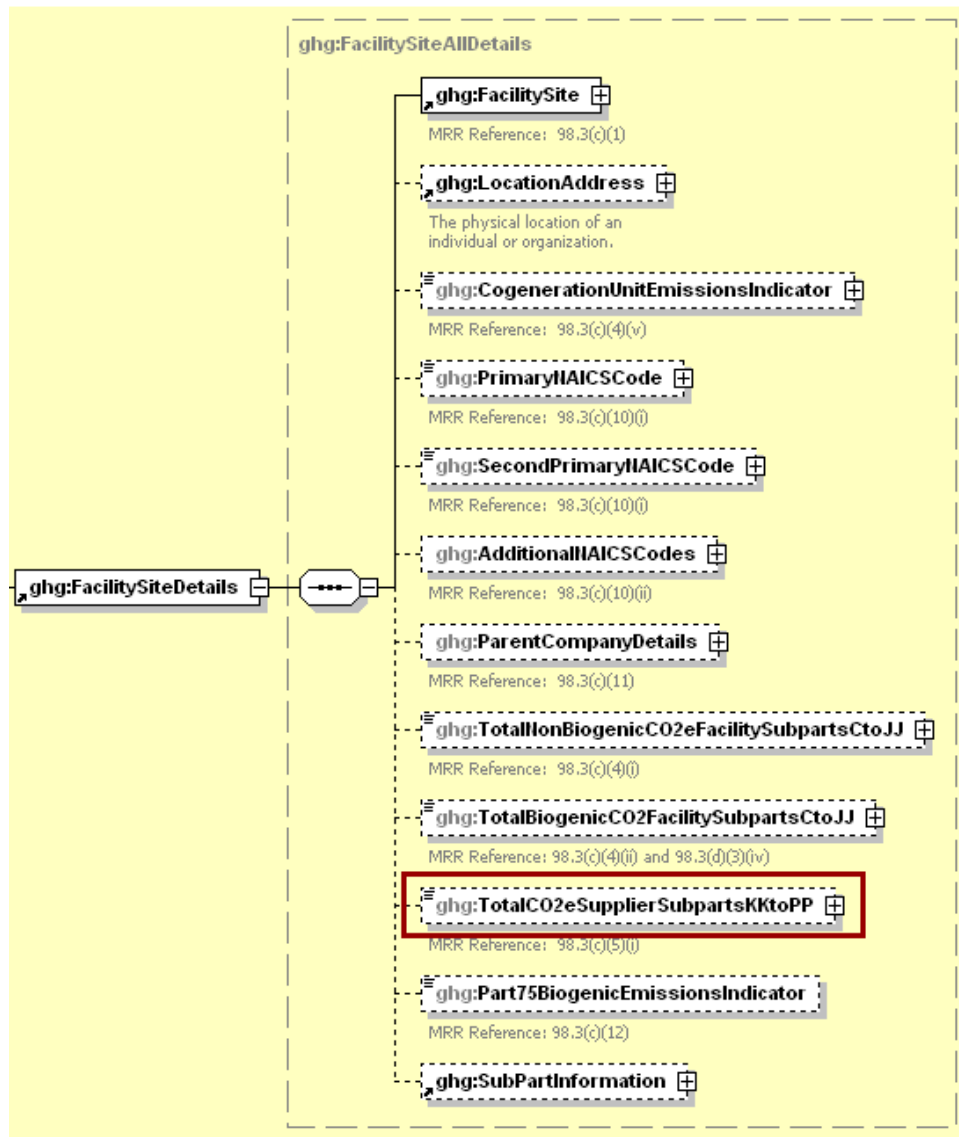 ghg:FacilitySiteAllDetails
ghg:FacilitySite
MRR Reference: 98.3(c)(1)
ghg:LocationAddress
The physical location of an
individual or organization.
ghg:CogenerationUnitEmissionsIndicator
MRR Reference: 98.3(c)(4)(v)
ghg:PrimaryNAICSCode
MRR Reference: 98.3(c)(10)(i)
ghg:SecondPrimaryNAICSCode
MRR Reference: 98.3(c)(10)(i)
ghg:AdditionalNAICSCodes
MRR Reference: 98.3(c)(10)(ii)
ghg:FacilitySiteDetails
ghg:ParentCompanyDetails
MRR Reference: 98.3(c)(11)
ghg:TotalNonBiogenicCO2eFacilitySubpartsCtoJJ
MRR Reference: 98.3(c)(4)(i)
ghg:TotalBiogenicCO2FacilitySubpartsCtoJJ
MRR Reference: 98.3(c)(4)(ii) and 98.3(d)(3)(iv)
ghg:TotalCO2eSupplierSubpartsKKtoPP
MRR Reference: 98.3(c)(5)(i)
ghg:Part75BiogenicEmissionsIndicator
MRR Reference: 98.3(c)(12)
ghg:SubPartInformation